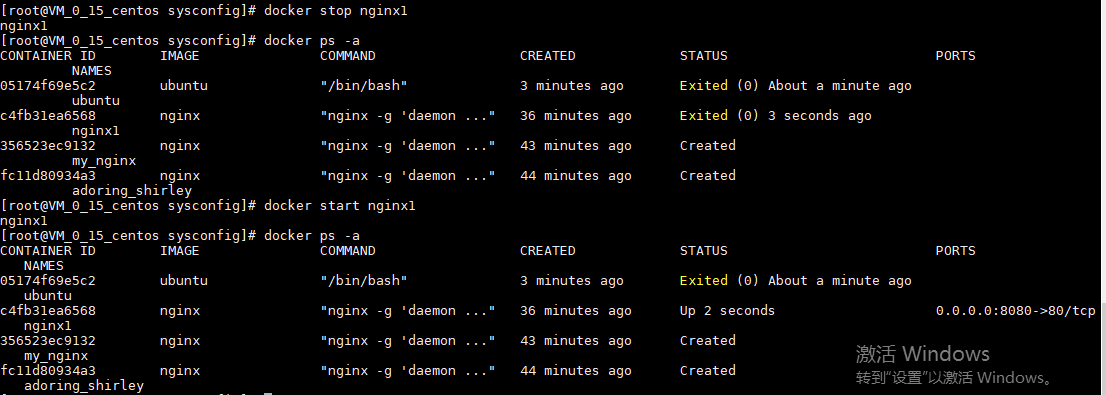 [root@VM_0_15_centos sysconfig]# docker stop nginx1
nginx1
[root@VM_0_15_centos sysconfig]# docker ps -a
CONTAINER ID        IMAGE               COMMAND                  CREATED             STATUS                          PORTS
         NAMES
05174f69e5c2        ubuntu              "/bin/bash"              3 minutes ago       Exited (0) About a minute ago
         ubuntu
c4fb31ea6568        nginx               "nginx -g 'daemon ..."   36 minutes ago      Exited (0) 3 seconds ago
         nginx1
356523ec9132        nginx               "nginx -g 'daemon ..."   43 minutes ago      Created
         my_nginx
fc11d80934a3        nginx               "nginx -g 'daemon ..."   44 minutes ago      Created
         adoring_shirley
[root@VM_0_15_centos sysconfig]# docker start nginx1
nginx1
[root@VM_0_15_centos sysconfig]# docker ps -a
CONTAINER ID        IMAGE               COMMAND                  CREATED             STATUS                          PORTS
   NAMES
05174f69e5c2        ubuntu              "/bin/bash"              3 minutes ago       Exited (0) About a minute ago
   ubuntu
c4fb31ea6568        nginx               "nginx -g 'daemon ..."   36 minutes ago      Up 2 seconds                    0.0.0.0:8080->80/tcp
   nginx1
356523ec9132        nginx               "nginx -g 'daemon ..."   43 minutes ago      Created
   my_nginx
fc11d80934a3        nginx               "nginx -g 'daemon ..."   44 minutes ago      Created
   adoring_shirley
激活 Windows
转到“设置”以激活 Windows。